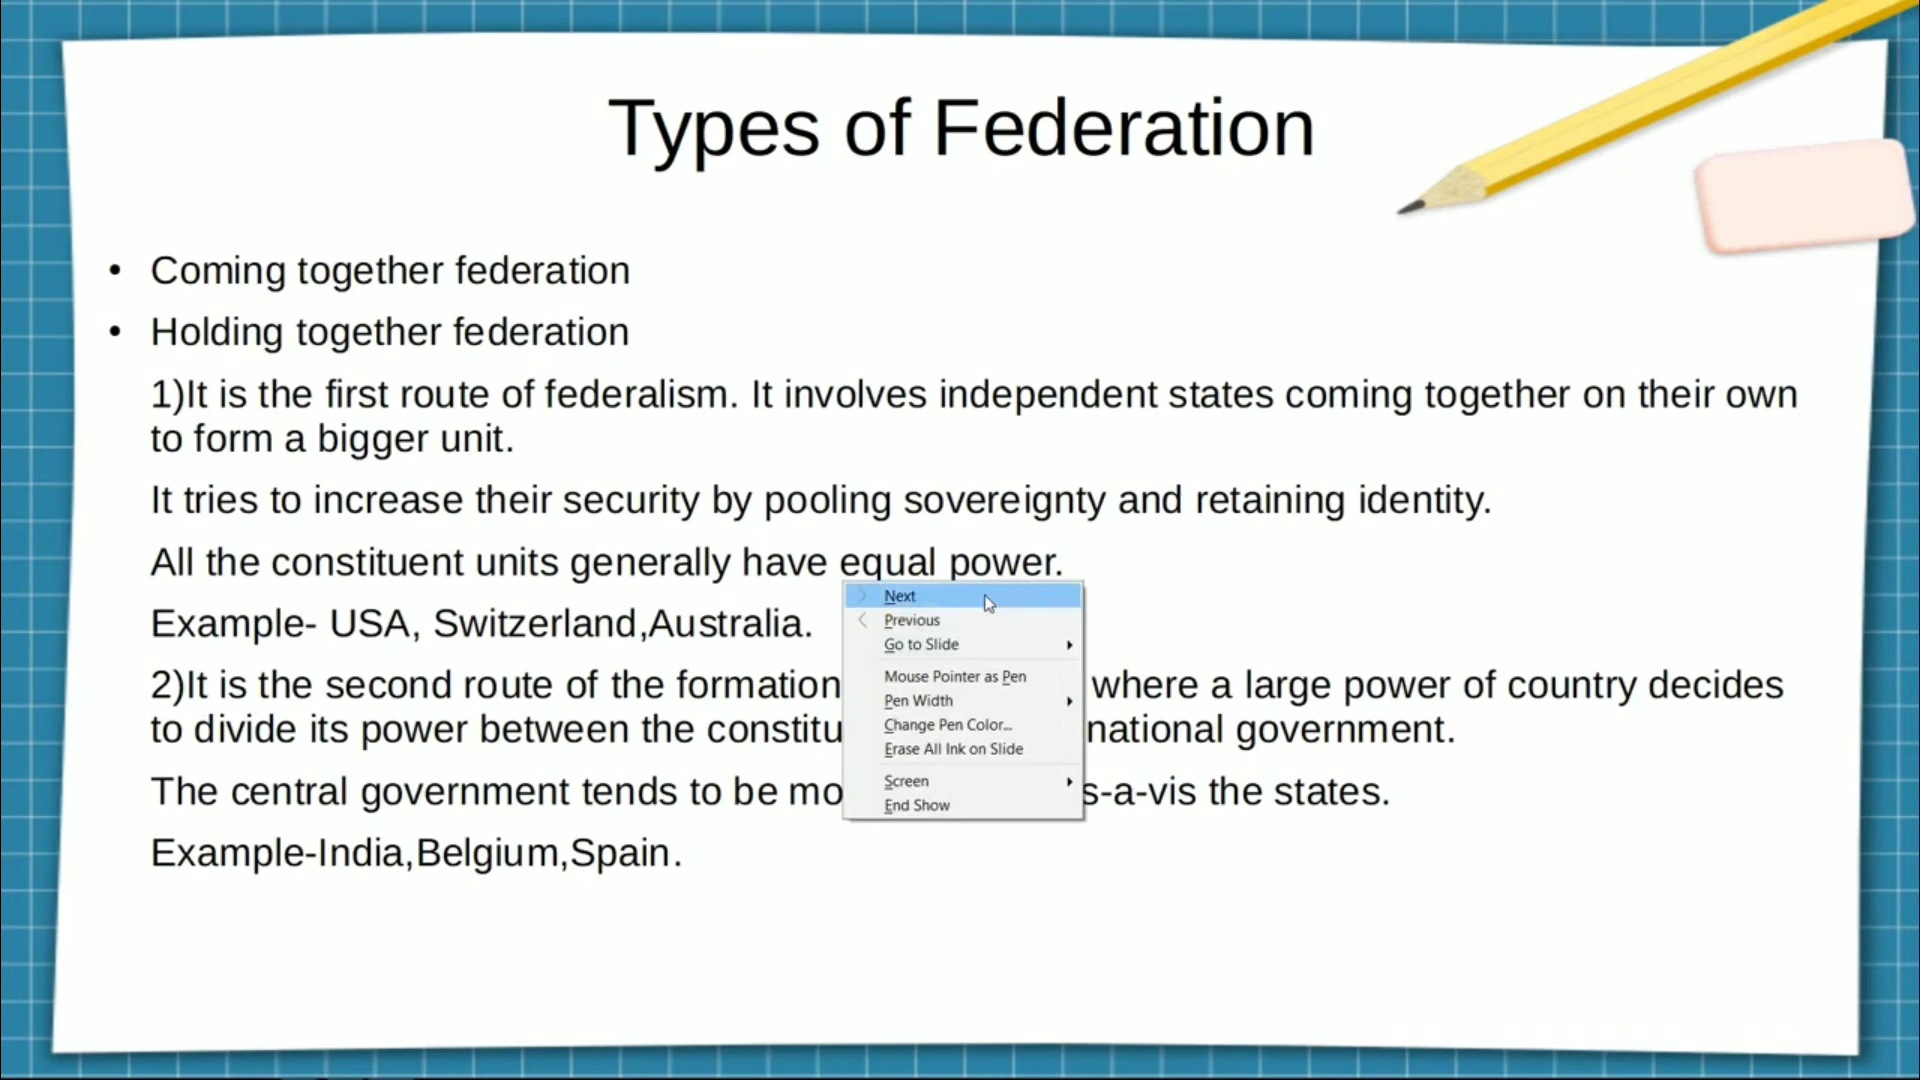 Types of Federation
• Coming together federation
• Holding together federation
1)It is the first route of federalism. It involves independent states coming together on their own
to form a bigger unit.
It tries to increase their security by pooling sovereignty and retaining identity.
All the constituent units generally have equal power.
Example- USA, Switzerland,Australia.
2)It is the second route of the formation where a large power of country decides
to divide its power between the constitu national government.
The central government tends to be mo s-a-vis the states.
Example-India,Belgium,Spain.
Next
Previous
Go to Slide
Mouse Pointer as Pen
Pen Width
Change Pen Color...
Erase All Ink on Slide
Screen
End Show